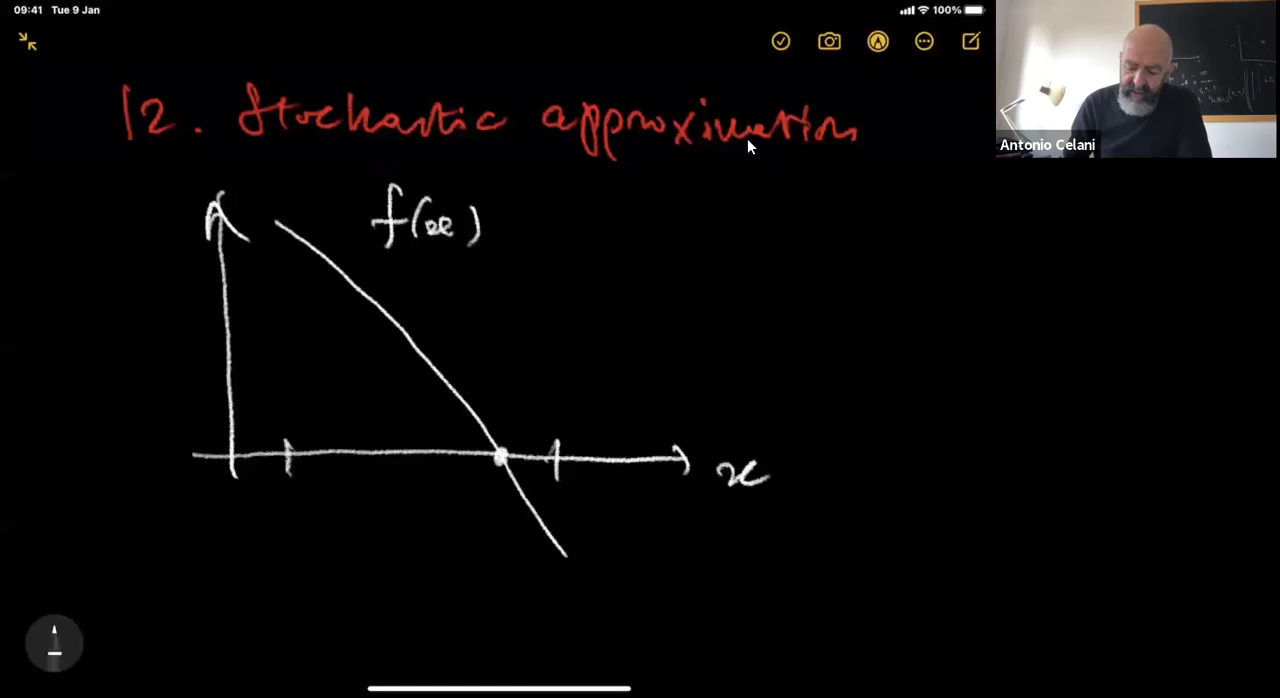 09:41 Tue 9 Jan 100%
12. Stochastic approximation
Antonio Celani
f(x)
x